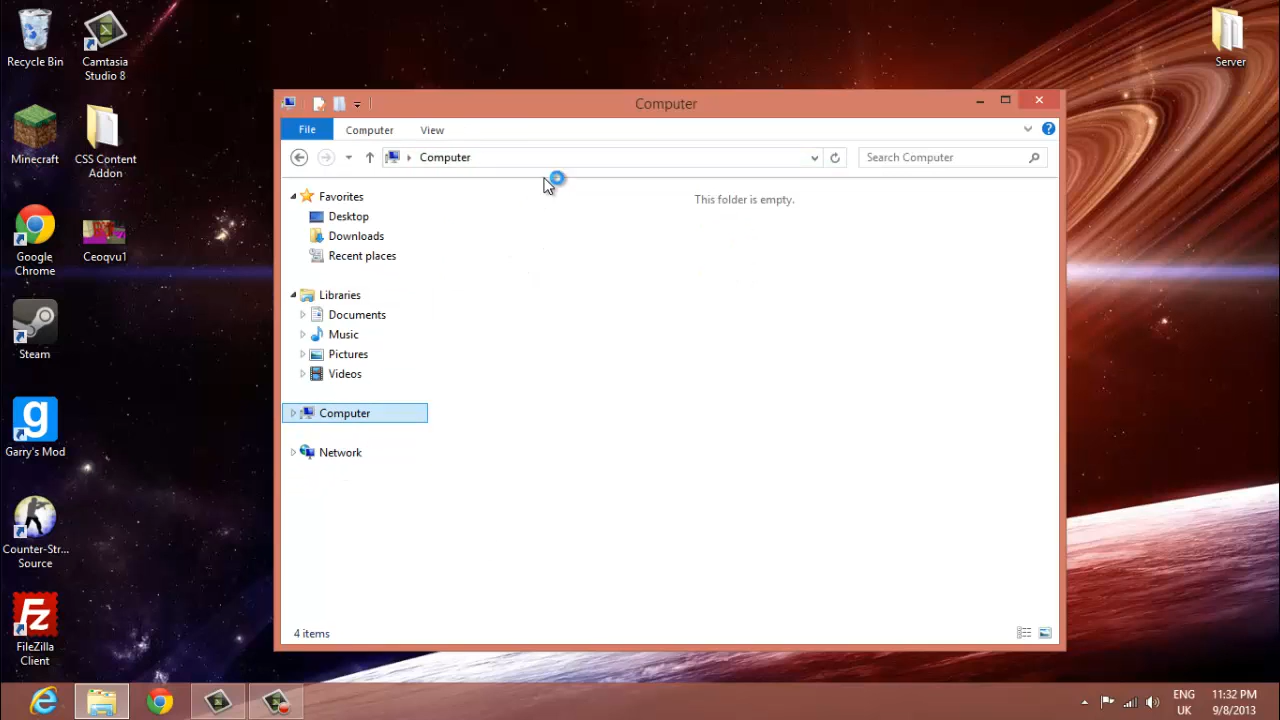 Recycle Bin
Camtasia
Studio 8
Server
Minecraft
CSS Content
Addon
Google
Chrome
Ceoqvu1
Steam
Garry's Mod
Counter-Str...
Source
FileZilla
Client
Computer
File
Computer
View
Computer
Search Computer
Favorites
Desktop
Downloads
Recent places
Libraries
Documents
Music
Pictures
Videos
Computer
Network
This folder is empty.
4 items
ENG
UK
11:32 PM
9/8/2013